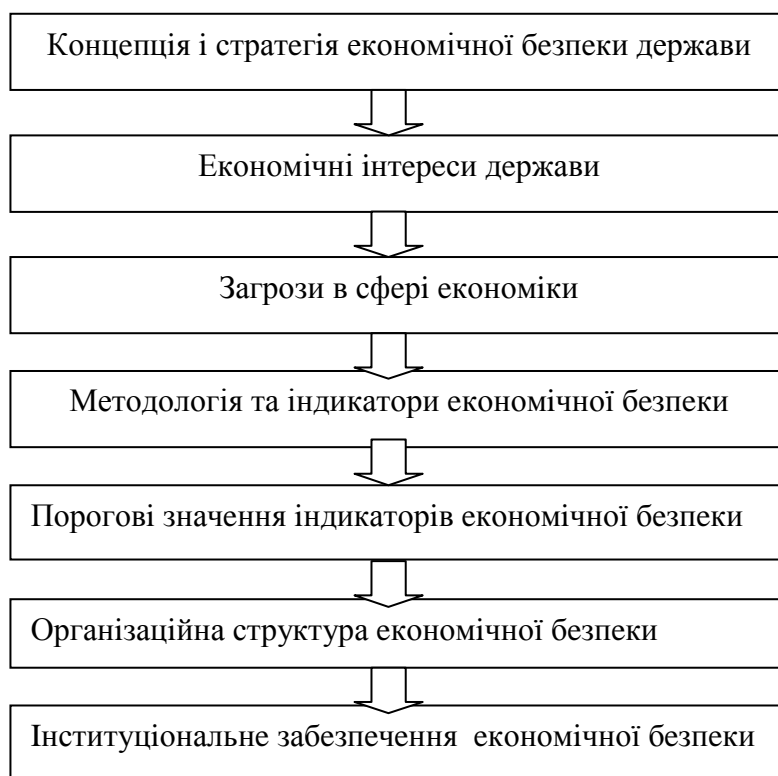 Концепція і стратегія економічної безпеки держави
Економічні інтереси держави
Загрози в сфері економіки
Методологія та індикатори економічної безпеки
Порогові значення індикаторів економічної безпеки
Організаційна структура економічної безпеки
Інституціональне забезпечення економічної безпеки